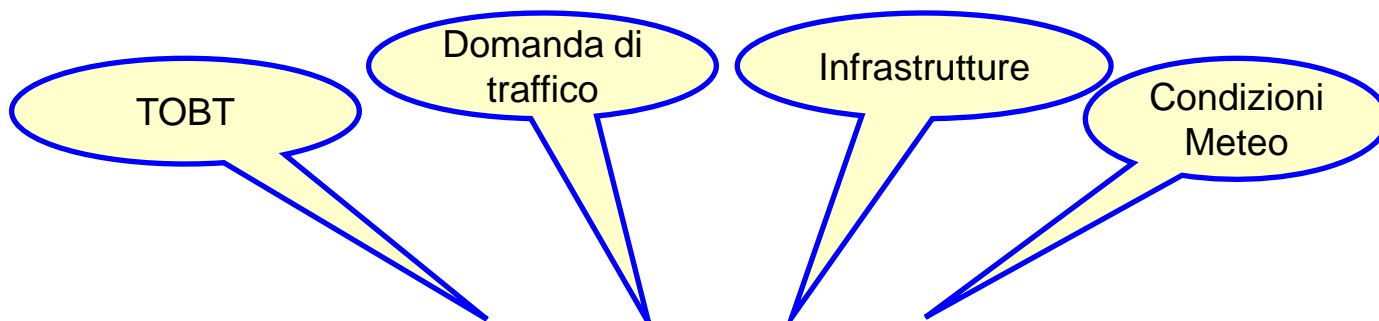 TOBT
Domanda di
traffico
Infrastrutture
Condizioni
Meteo